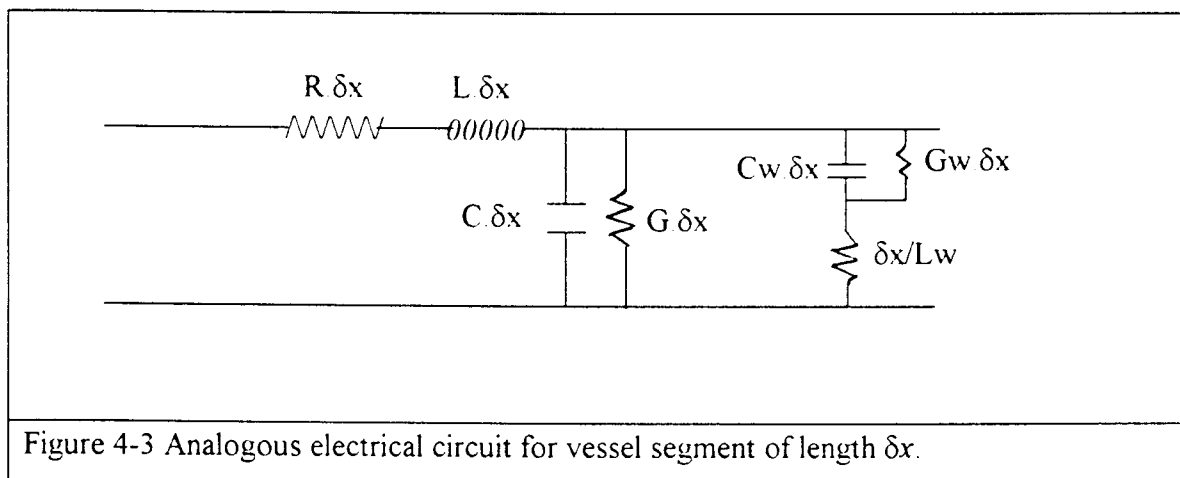 R.δx L.δx
Cw.δx Gw.δx
C.δx G.δx
δx/Lw
Figure 4-3 Analogous electrical circuit for vessel segment of length δx.